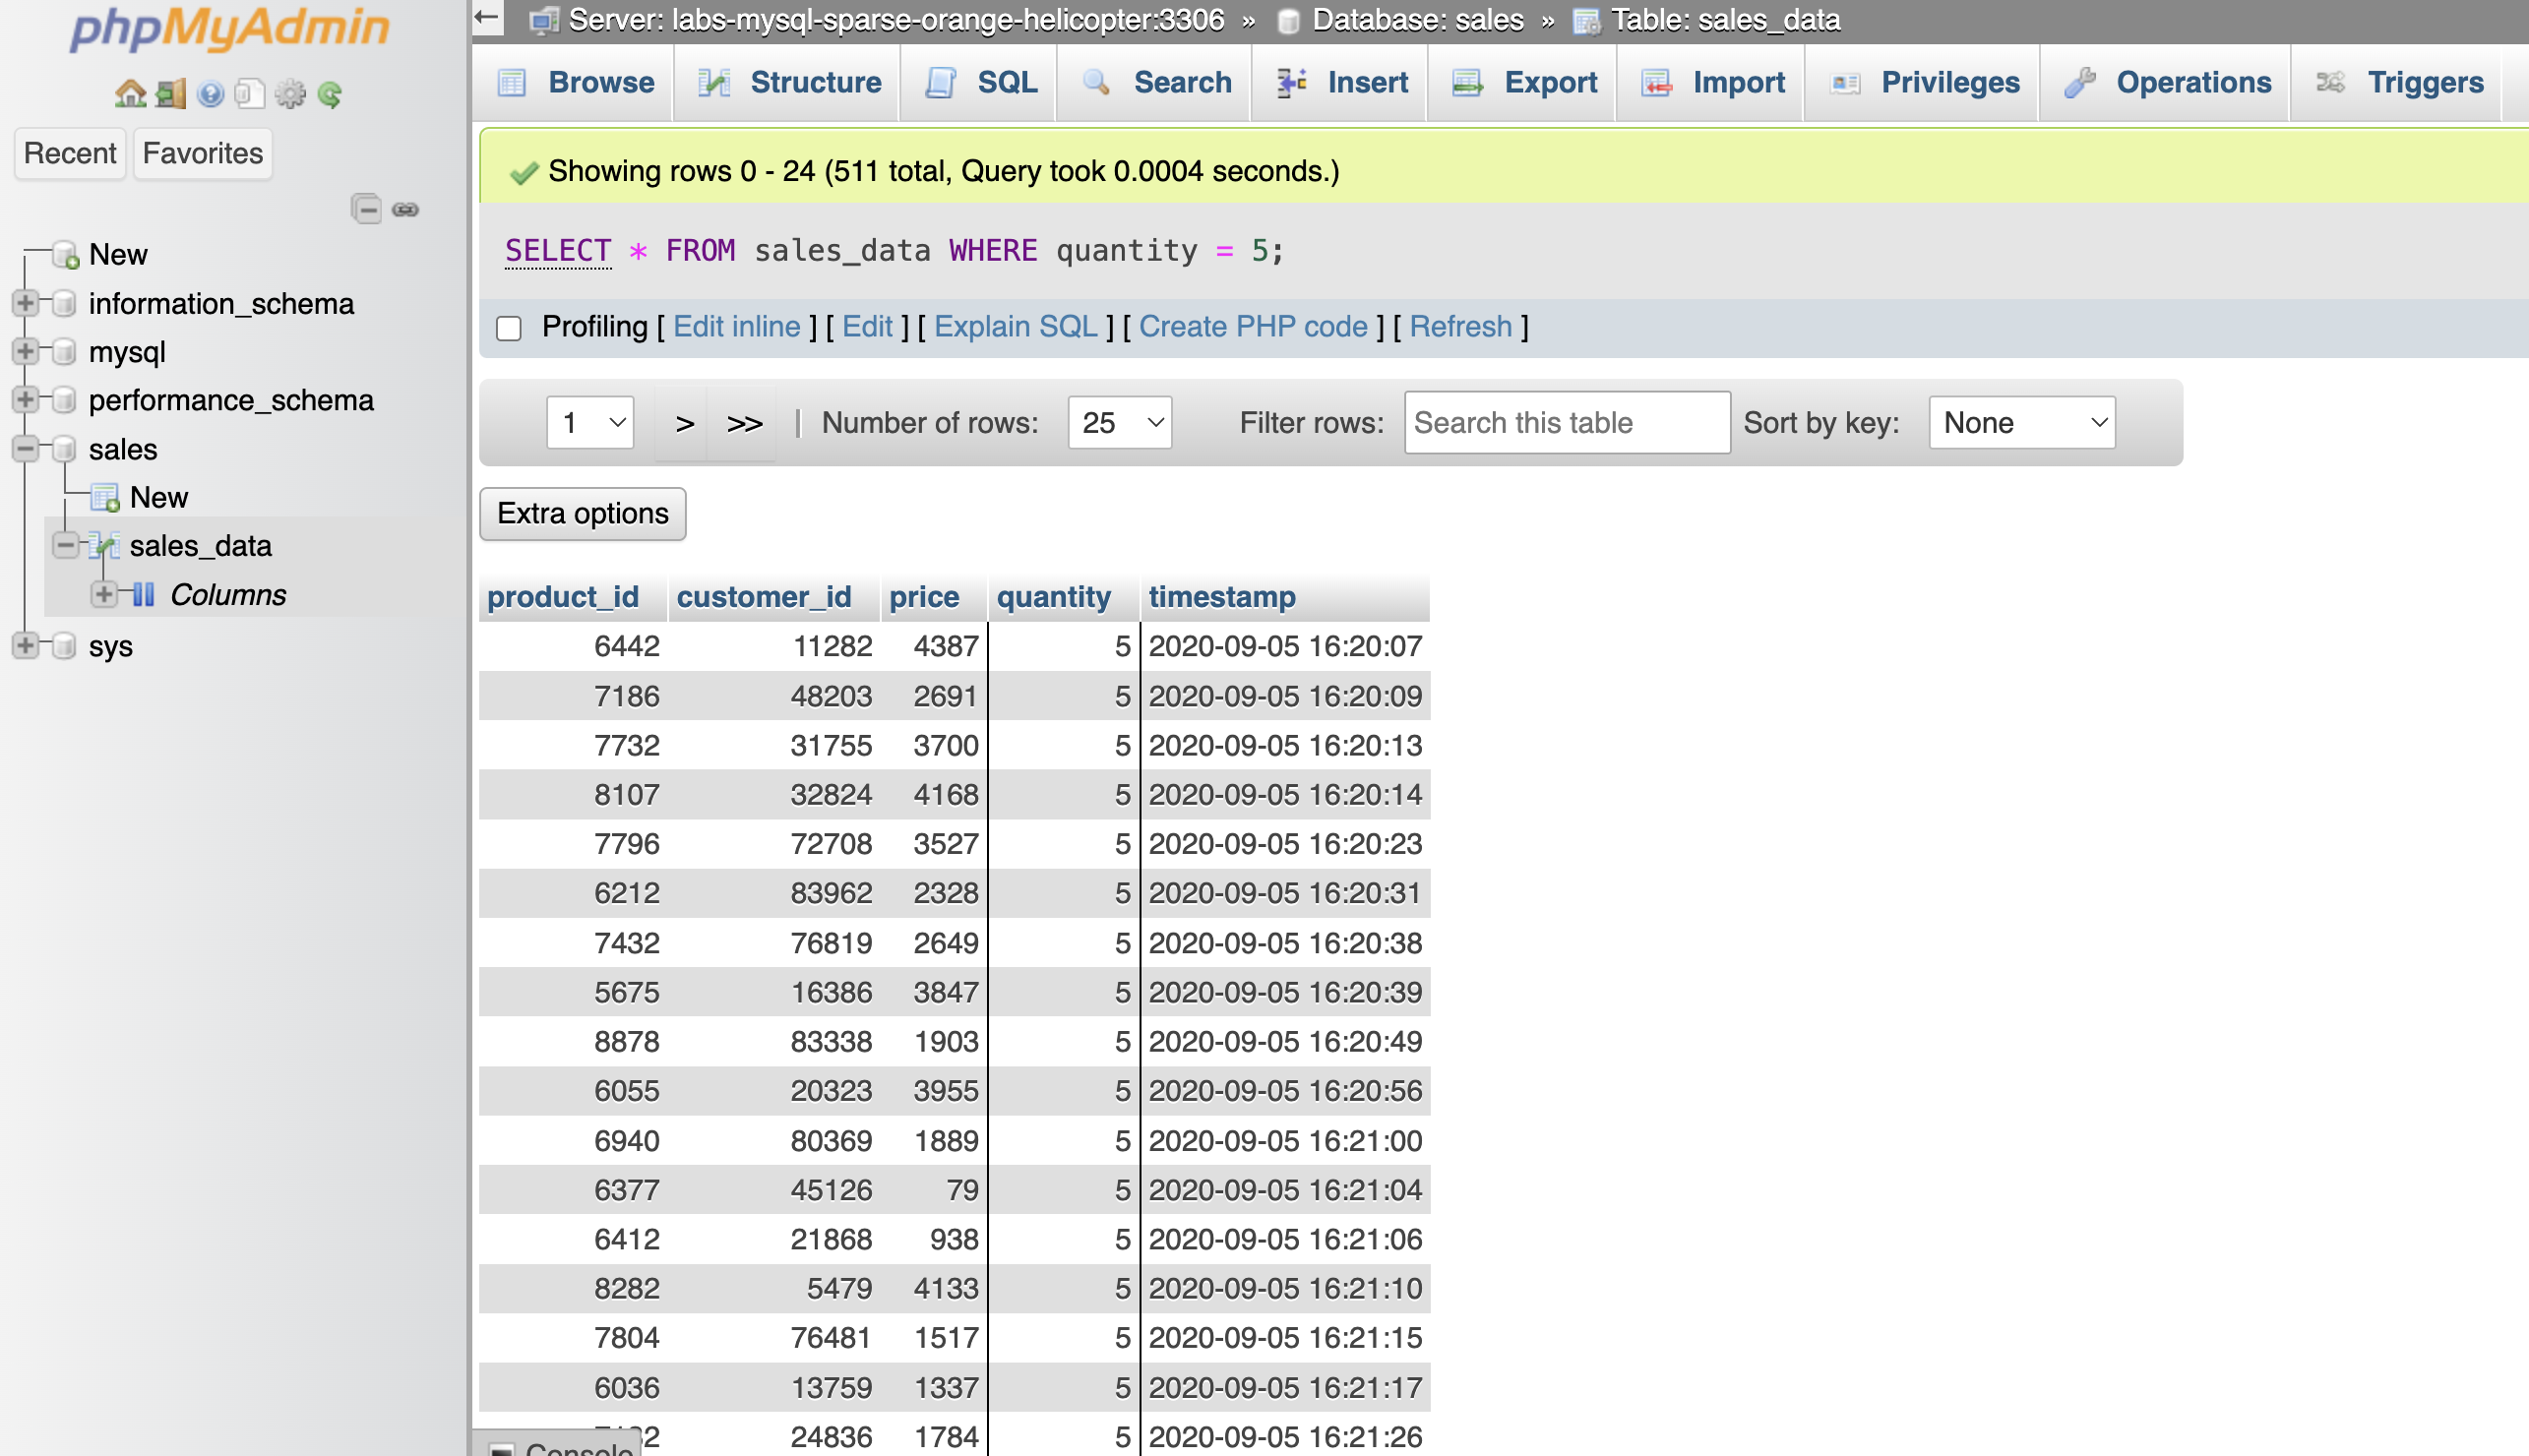 phpMyAdmin
Recent Favorites
New
information_schema
mysql
performance_schema
sales
New
sales_data
Columns
sys
Server: labs-mysql-sparse-orange-helicopter:3306 » Database: sales » Table: sales_data
Browse Structure SQL Search Insert Export Import Privileges Operations Triggers
Showing rows 0 - 24 (511 total, Query took 0.0004 seconds.)
SELECT * FROM sales_data WHERE quantity = 5;
Profiling [ Edit inline ] [ Edit ] [ Explain SQL ] [ Create PHP code ] [ Refresh ]
1 > >> | Number of rows: 25 Filter rows: Search this table Sort by key: None
Extra options
product_id customer_id price quantity timestamp
6442 11282 4387 5 2020-09-05 16:20:07
7186 48203 2691 5 2020-09-05 16:20:09
7732 31755 3700 5 2020-09-05 16:20:13
8107 32824 4168 5 2020-09-05 16:20:14
7796 72708 3527 5 2020-09-05 16:20:23
6212 83962 2328 5 2020-09-05 16:20:31
7432 76819 2649 5 2020-09-05 16:20:38
5675 16386 3847 5 2020-09-05 16:20:39
8878 83338 1903 5 2020-09-05 16:20:49
6055 20323 3955 5 2020-09-05 16:20:56
6940 80369 1889 5 2020-09-05 16:21:00
6377 45126 79 5 2020-09-05 16:21:04
6412 21868 938 5 2020-09-05 16:21:06
8282 5479 4133 5 2020-09-05 16:21:10
7804 76481 1517 5 2020-09-05 16:21:15
6036 13759 1337 5 2020-09-05 16:21:17
24836 1784 5 2020-09-05 16:21:26
Console